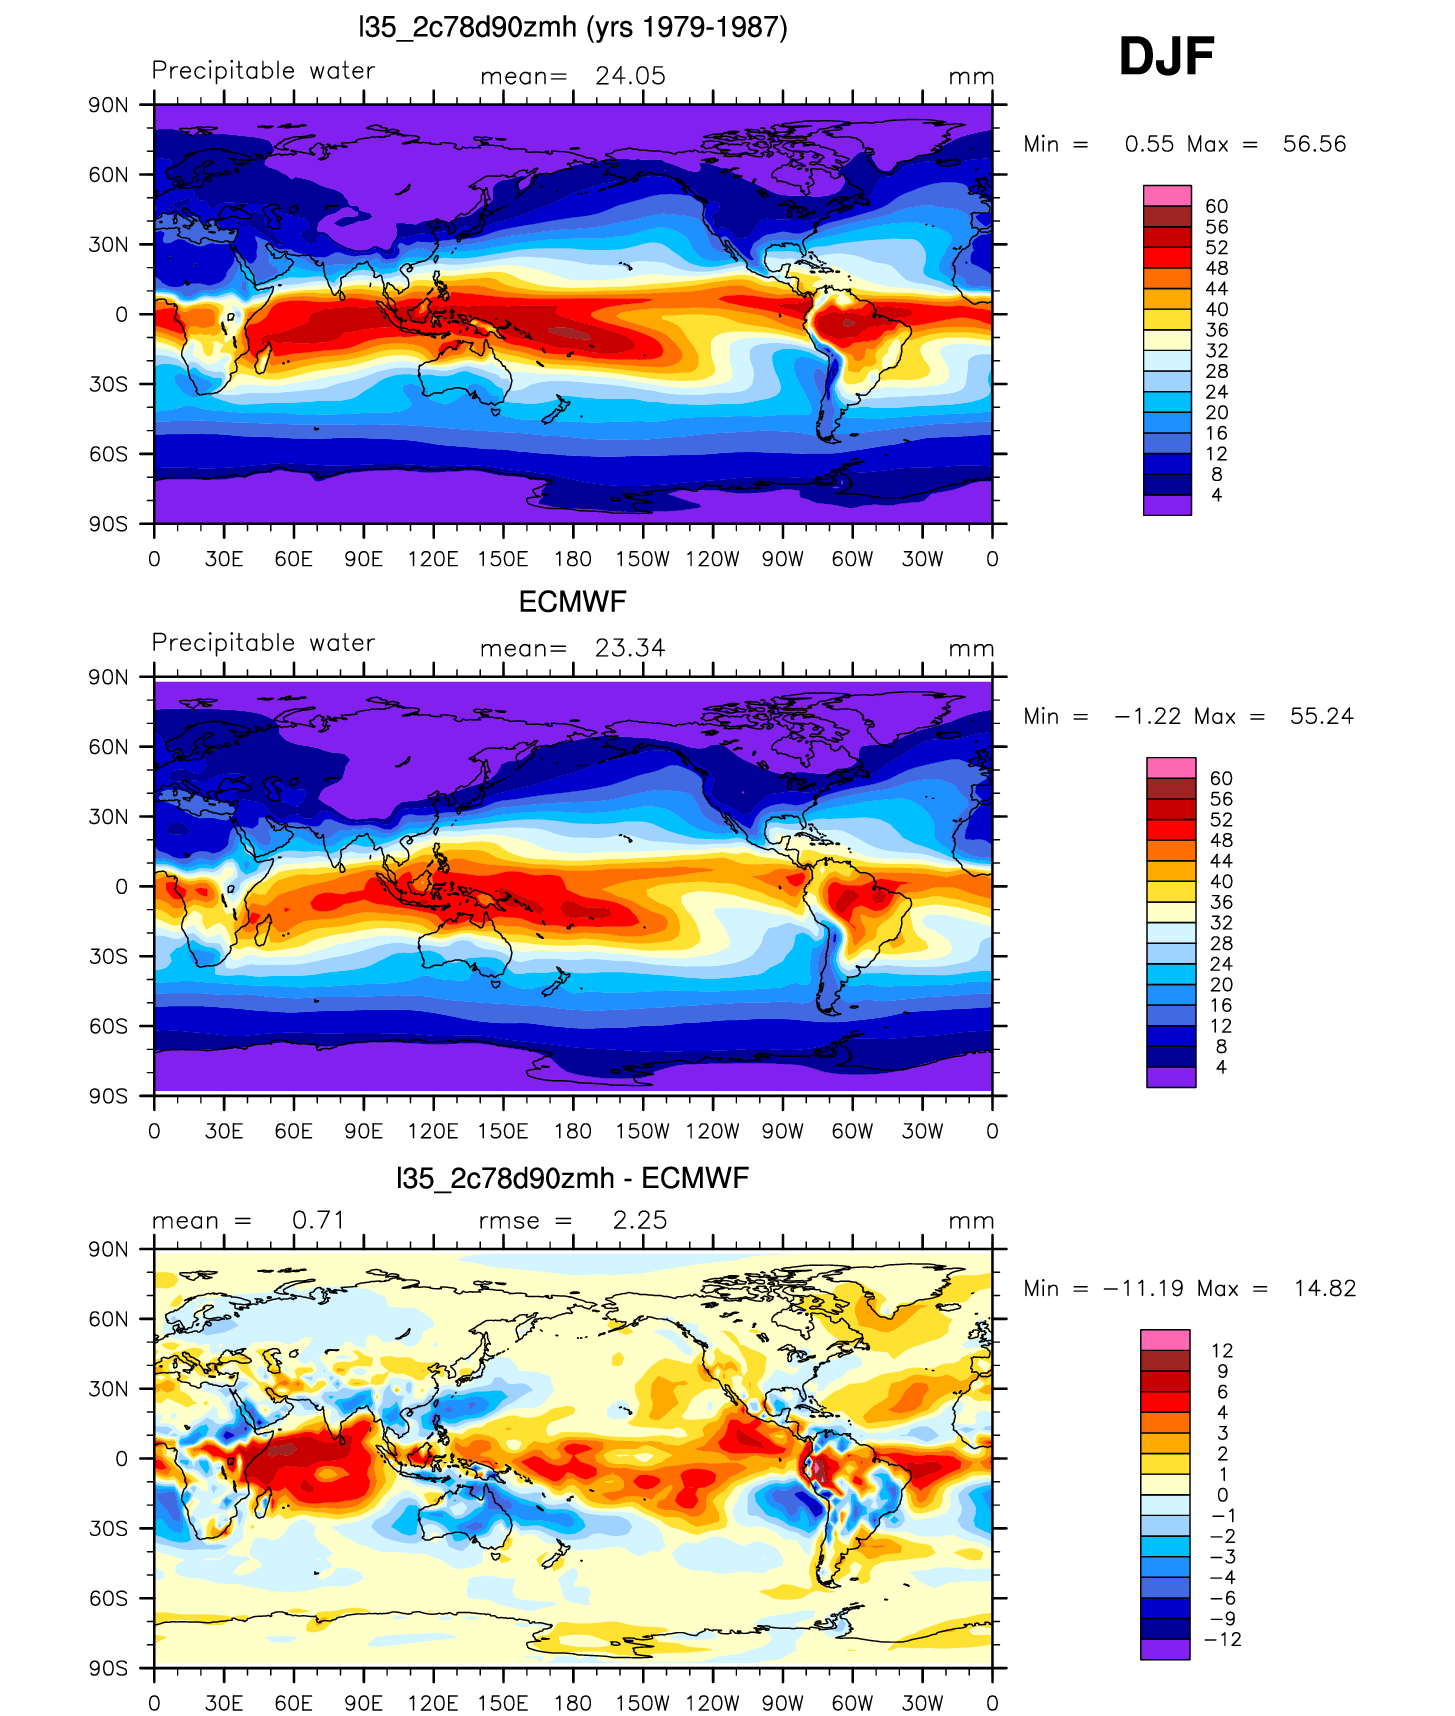 l35_2c78d90zmh (yrs 1979-1987)
DJF
Precipitable water mean= 24.05 mm
Min = 0.55 Max = 56.56
90N
60N
30N
0
30S
60S
90S
0 30E 60E 90E 120E 150E 180 150W 120W 90W 60W 30W 0
60
56
52
48
44
40
36
32
28
24
20
16
12
8
4
ECMWF
Precipitable water mean= 23.34 mm
Min = -1.22 Max = 55.24
90N
60N
30N
0
30S
60S
90S
0 30E 60E 90E 120E 150E 180 150W 120W 90W 60W 30W 0
60
56
52
48
44
40
36
32
28
24
20
16
12
8
4
l35_2c78d90zmh - ECMWF
mean = 0.71 rmse = 2.25 mm
Min = -11.19 Max = 14.82
90N
60N
30N
0
30S
60S
90S
0 30E 60E 90E 120E 150E 180 150W 120W 90W 60W 30W 0
12
9
6
4
3
2
1
0
-1
-2
-3
-4
-6
-9
-12